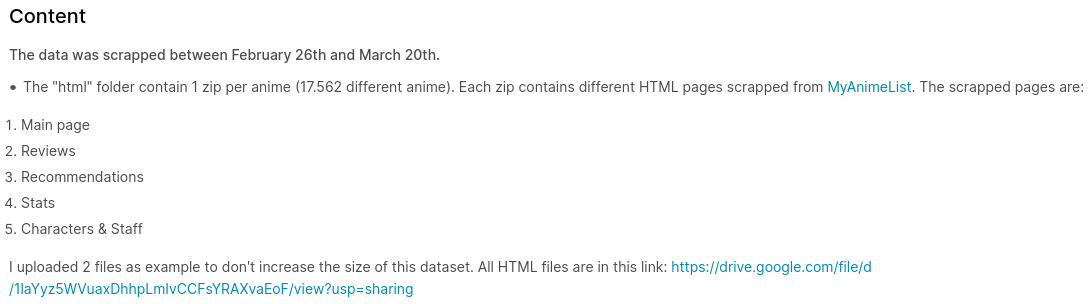 Content
The data was scrapped between February 26th and March 20th.
• The "html" folder contain 1 zip per anime (17.562 different anime). Each zip contains different HTML pages scrapped from MyAnimeList. The scrapped pages are:
1. Main page
2. Reviews
3. Recommendations
4. Stats
5. Characters & Staff
I uploaded 2 files as example to don't increase the size of this dataset. All HTML files are in this link: https://drive.google.com/file/d
/1IaYyz5WVuaxDhhpLmIvCCFsYRAXvaEoF/view?usp=sharing